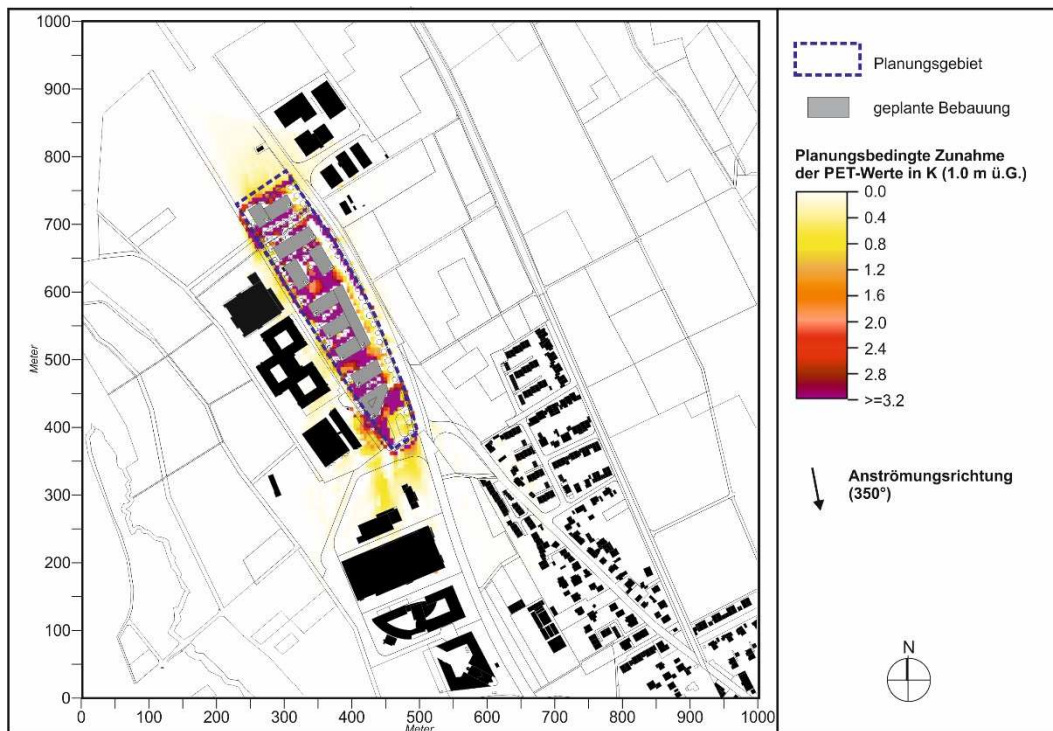 1000
900
800
700
600
500
400
300
200
100
0
Meter
0 100 200 300 400 500 600 700 800 900 1000
Meter
Planungsgebiet
geplante Bebauung
Planungsbedingte Zunahme
der PET-Werte in K (1.0 m ü.G.)
0.0
0.4
0.8
1.2
1.6
2.0
2.4
2.8
>=3.2
Anströmungsrichtung
(350°)
N